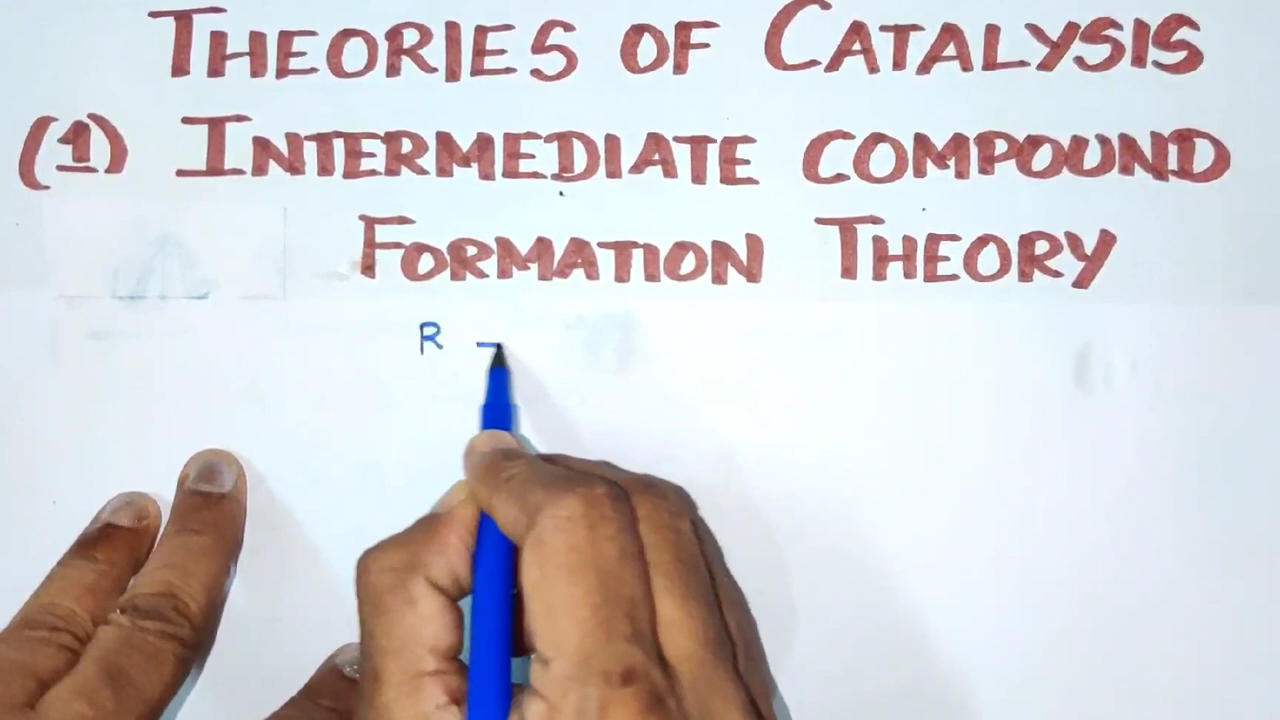 THEORIES OF CATALYSIS
(1) INTERMEDIATE COMPOUND
FORMATION THEORY
R -